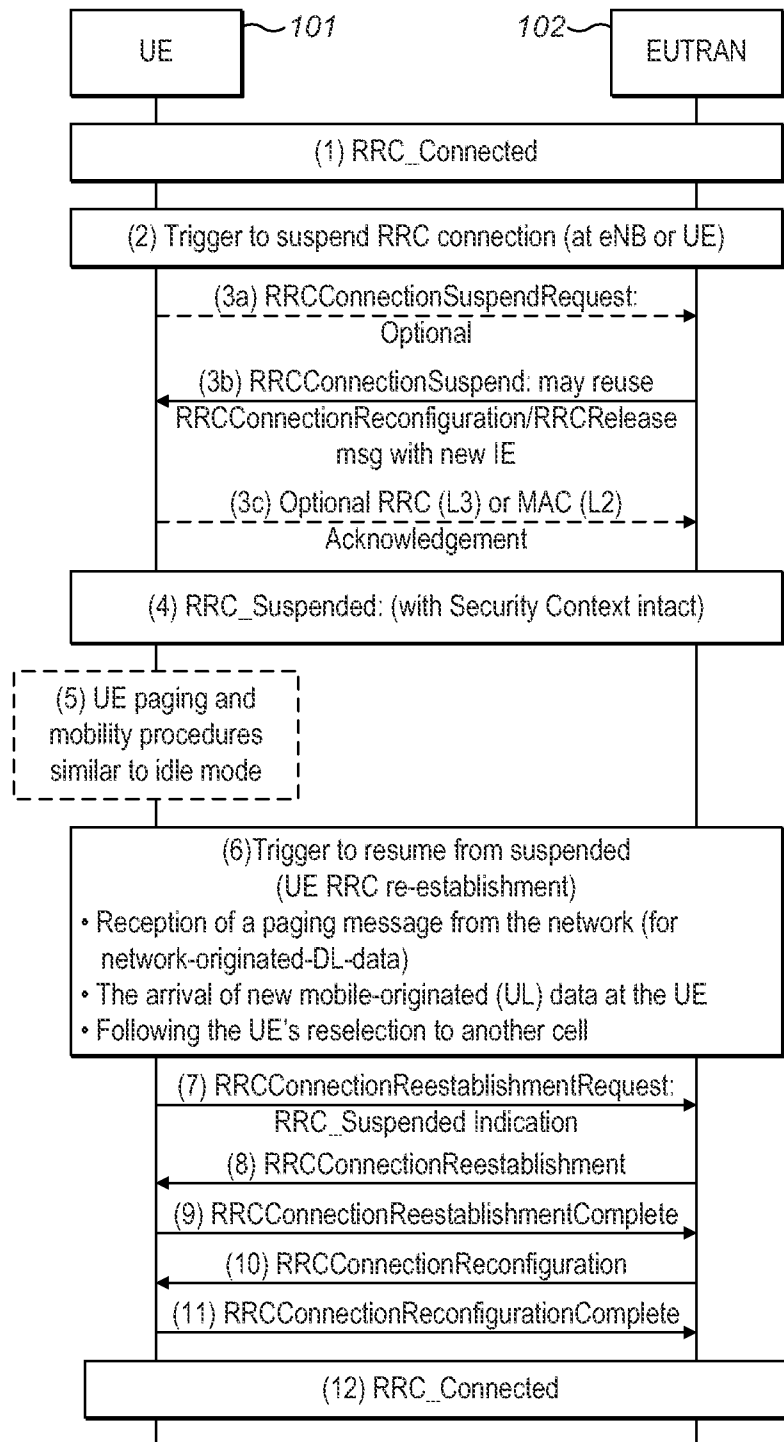 101
102
UE
EUTRAN
(1) RRC_Connected
(2) Trigger to suspend RRC connection (at eNB or UE)
(3a) RRCConnectionSuspendRequest:
Optional
(3b) RRCConnectionSuspend: may reuse
RRCConnectionReconfiguration/RRCRelease
msg with new IE
(3c) Optional RRC (L3) or MAC (L2)
Acknowledgement
(4) RRC_Suspended: (with Security Context intact)
(5) UE paging and
mobility procedures
similar to idle mode
(6)Trigger to resume from suspended
(UE RRC re-establishment)
• Reception of a paging message from the network (for
network-originated-DL-data)
• The arrival of new mobile-originated (UL) data at the UE
• Following the UE's reselection to another cell
(7) RRCConnectionReestablishmentRequest:
RRC_Suspended Indication
(8) RRCConnectionReestablishment
(9) RRCConnectionReestablishmentComplete
(10) RRCConnectionReconfiguration
(11) RRCConnectionReconfigurationComplete
(12) RRC_Connected